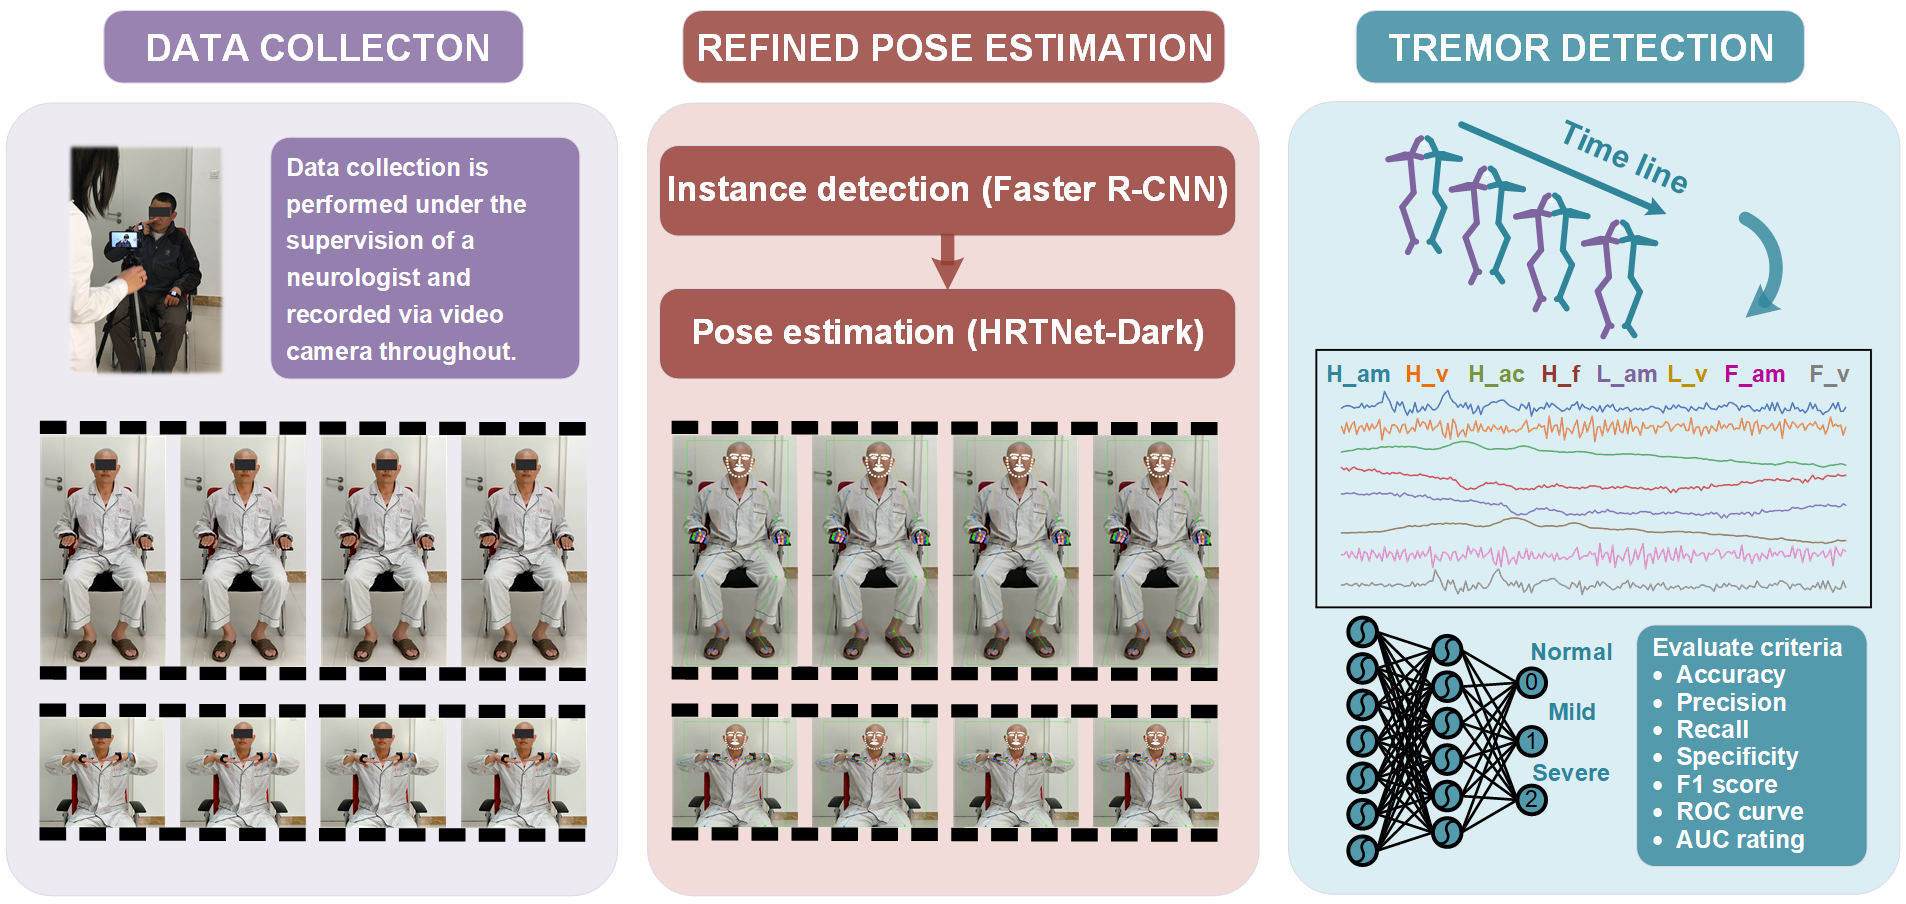 DATA COLLECTON
Data collection is
performed under the
supervision of a
neurologist and
recorded via video
camera throughout.
REFINED POSE ESTIMATION
Instance detection (Faster R-CNN)
Pose estimation (HRTNet-Dark)
TREMOR DETECTION
Time line
H_am H_v H_ac H_f L_am L_v F_am F_v
Normal
0
Mild
1
Severe
2
Evaluate criteria
• Accuracy
• Precision
• Recall
• Specificity
• F1 score
• ROC curve
• AUC rating